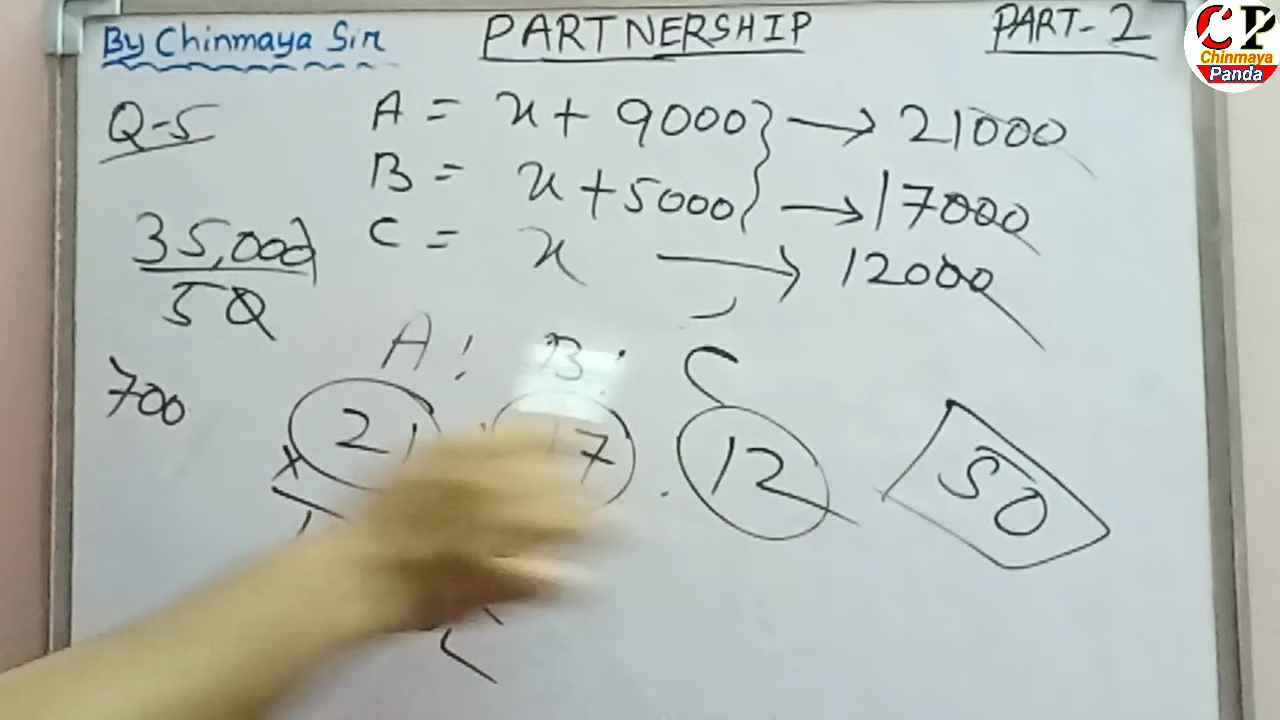 By Chinmaya Sir PARTNERSHIP PART-2
CP
Chinmaya
Panda
Q-5
A = x + 9000 } → 21000
B = x + 5000 } → 17000
C = x → 12000
35,000
50
700
A : B : C
21 : 17 : 12 50
x